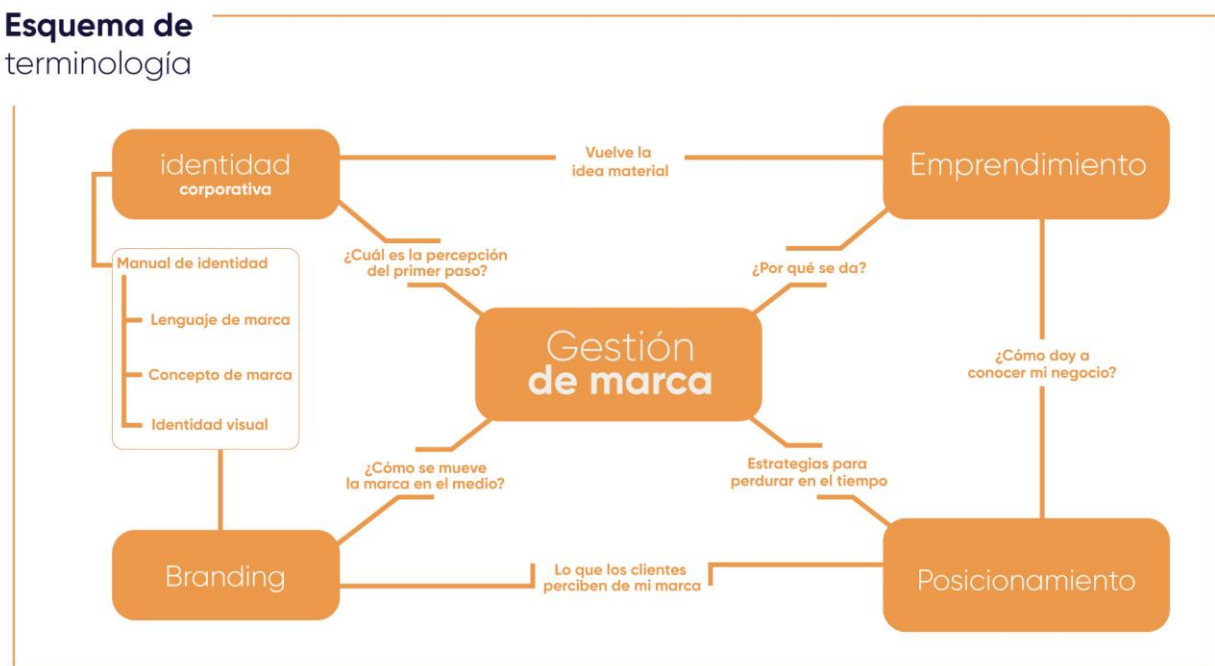 Esquema de
terminología
identidad
corporativa
Vuelve la
idea material
Emprendimiento
¿Cuál es la percepción
del primer paso?
¿Por qué se da?
Manual de identidad
Lenguaje de marca
Concepto de marca
Identidad visual
Gestión
de marca
¿Cómo doy a
conocer mi negocio?
¿Cómo se mueve
la marca en el medio?
Estrategias para
perdurar en el tiempo
Branding
Lo que los clientes
perciben de mi marca
Posicionamiento